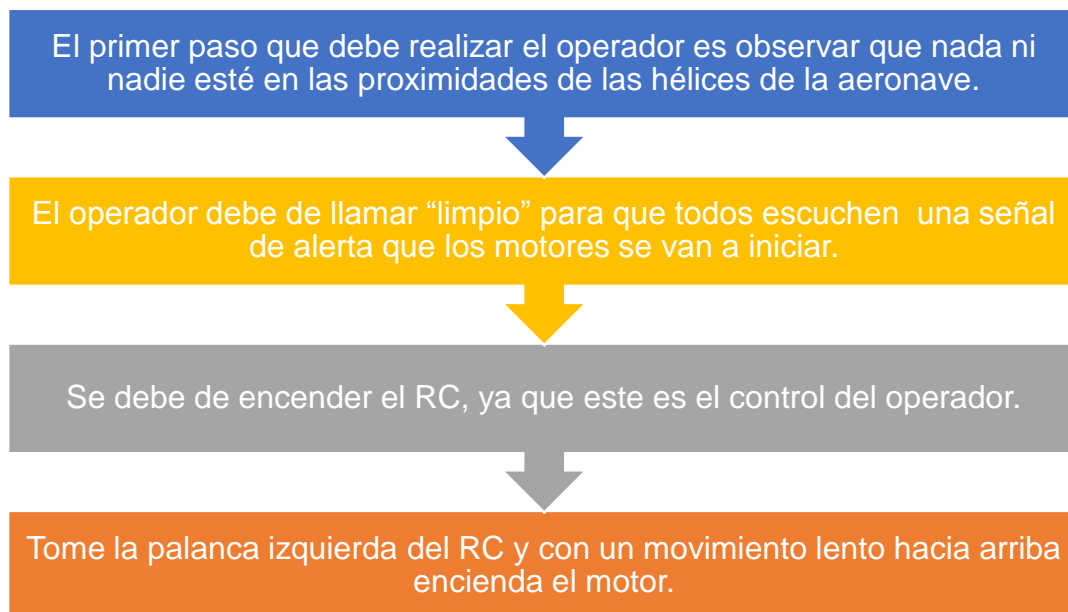 El primer paso que debe realizar el operador es observar que nada ni
nadie esté en las proximidades de las hélices de la aeronave.
El operador debe de llamar “limpio” para que todos escuchen  una señal
de alerta que los motores se van a iniciar.
Se debe de encender el RC, ya que este es el control del operador.
Tome la palanca izquierda del RC y con un movimiento lento hacia arriba
encienda el motor.